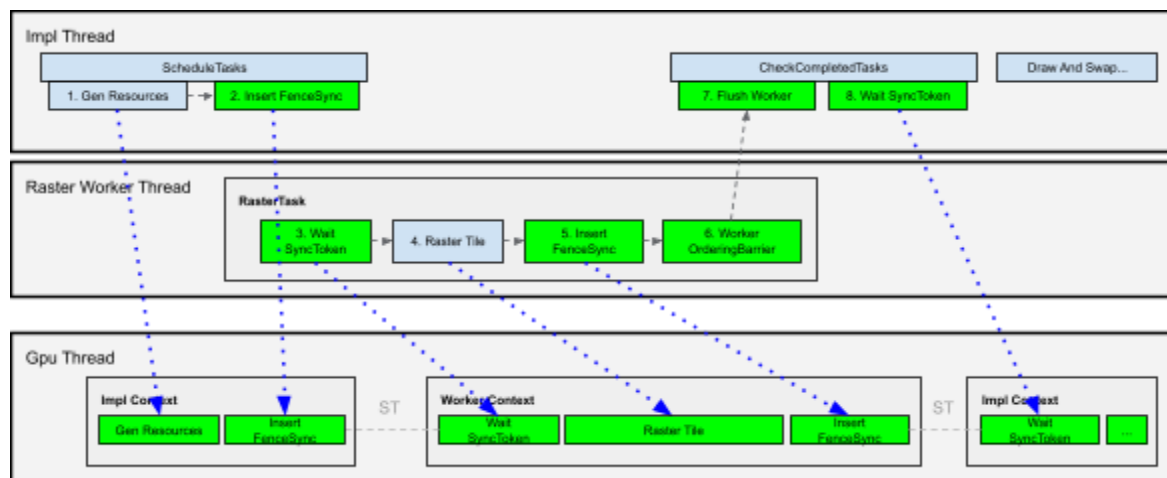 Impl Thread
ScheduleTasks
CheckCompletedTasks
Draw And Swap...
1. Gen Resources
2. Insert FenceSync
7. Flush Worker
8. Wait SyncToken
Raster Worker Thread
RasterTask
3. Wait
SyncToken
4. Raster Tile
5. Insert
FenceSync
6. Worker
OrderingBarrier
Gpu Thread
Impl Context
Gen Resources
Insert
FenceSync
ST
Worker Context
Wait
SyncToken
Raster Tile
Insert
FenceSync
ST
Impl Context
Wait
SyncToken
...